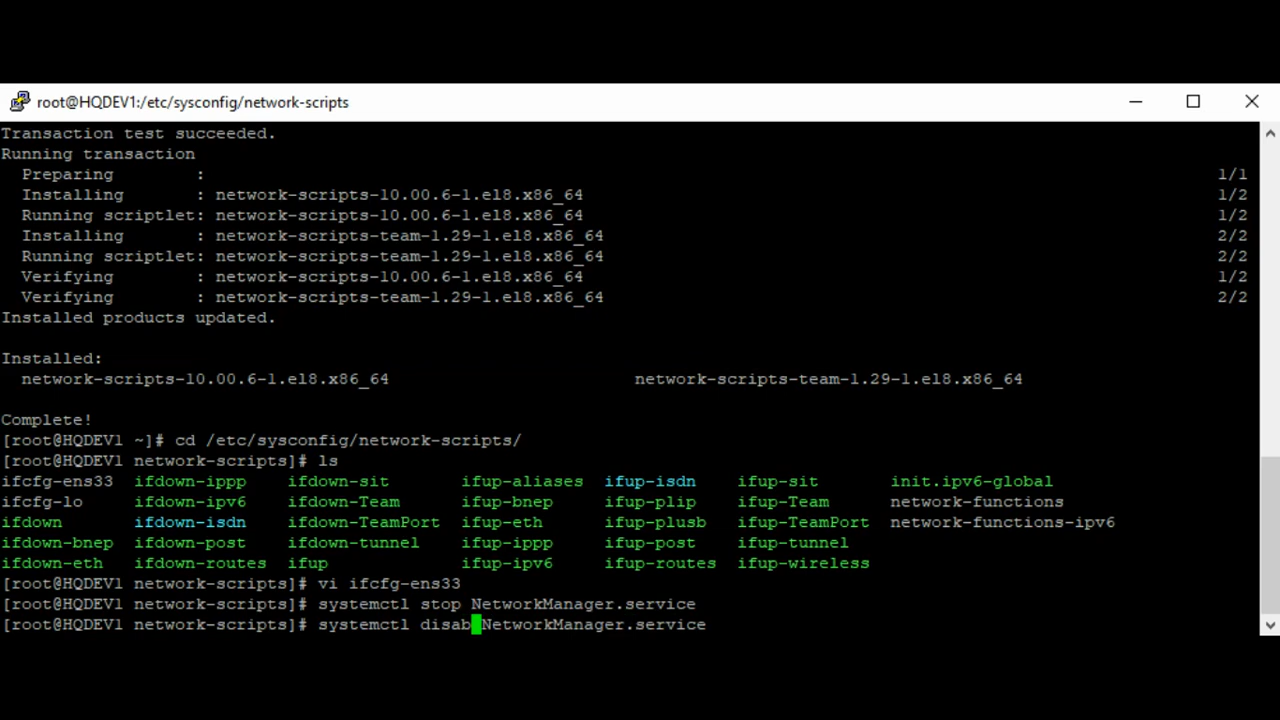 root@HQDEV1:/etc/sysconfig/network-scripts
Transaction test succeeded.
Running transaction
  Preparing        :                                                                                                    1/1
  Installing       : network-scripts-10.00.6-1.el8.x86_64                                                               1/2
  Running scriptlet: network-scripts-10.00.6-1.el8.x86_64                                                               1/2
  Installing       : network-scripts-team-1.29-1.el8.x86_64                                                             2/2
  Running scriptlet: network-scripts-team-1.29-1.el8.x86_64                                                             2/2
  Verifying        : network-scripts-10.00.6-1.el8.x86_64                                                               1/2
  Verifying        : network-scripts-team-1.29-1.el8.x86_64                                                             2/2
Installed products updated.
Installed:
  network-scripts-10.00.6-1.el8.x86_64                        network-scripts-team-1.29-1.el8.x86_64
Complete!
[root@HQDEV1 ~]# cd /etc/sysconfig/network-scripts/
[root@HQDEV1 network-scripts]# ls
ifcfg-ens33  ifdown-ippp    ifdown-sit       ifup-aliases  ifup-isdn    ifup-sit       init.ipv6-global
ifcfg-lo     ifdown-ipv6    ifdown-Team      ifup-bnep     ifup-plip    ifup-Team      network-functions
ifdown       ifdown-isdn    ifdown-TeamPort  ifup-eth      ifup-plusb   ifup-TeamPort  network-functions-ipv6
ifdown-bnep  ifdown-post    ifdown-tunnel    ifup-ippp     ifup-post    ifup-tunnel
ifdown-eth   ifdown-routes  ifup             ifup-ipv6     ifup-routes  ifup-wireless
[root@HQDEV1 network-scripts]# vi ifcfg-ens33
[root@HQDEV1 network-scripts]# systemctl stop NetworkManager.service
[root@HQDEV1 network-scripts]# systemctl disab NetworkManager.service